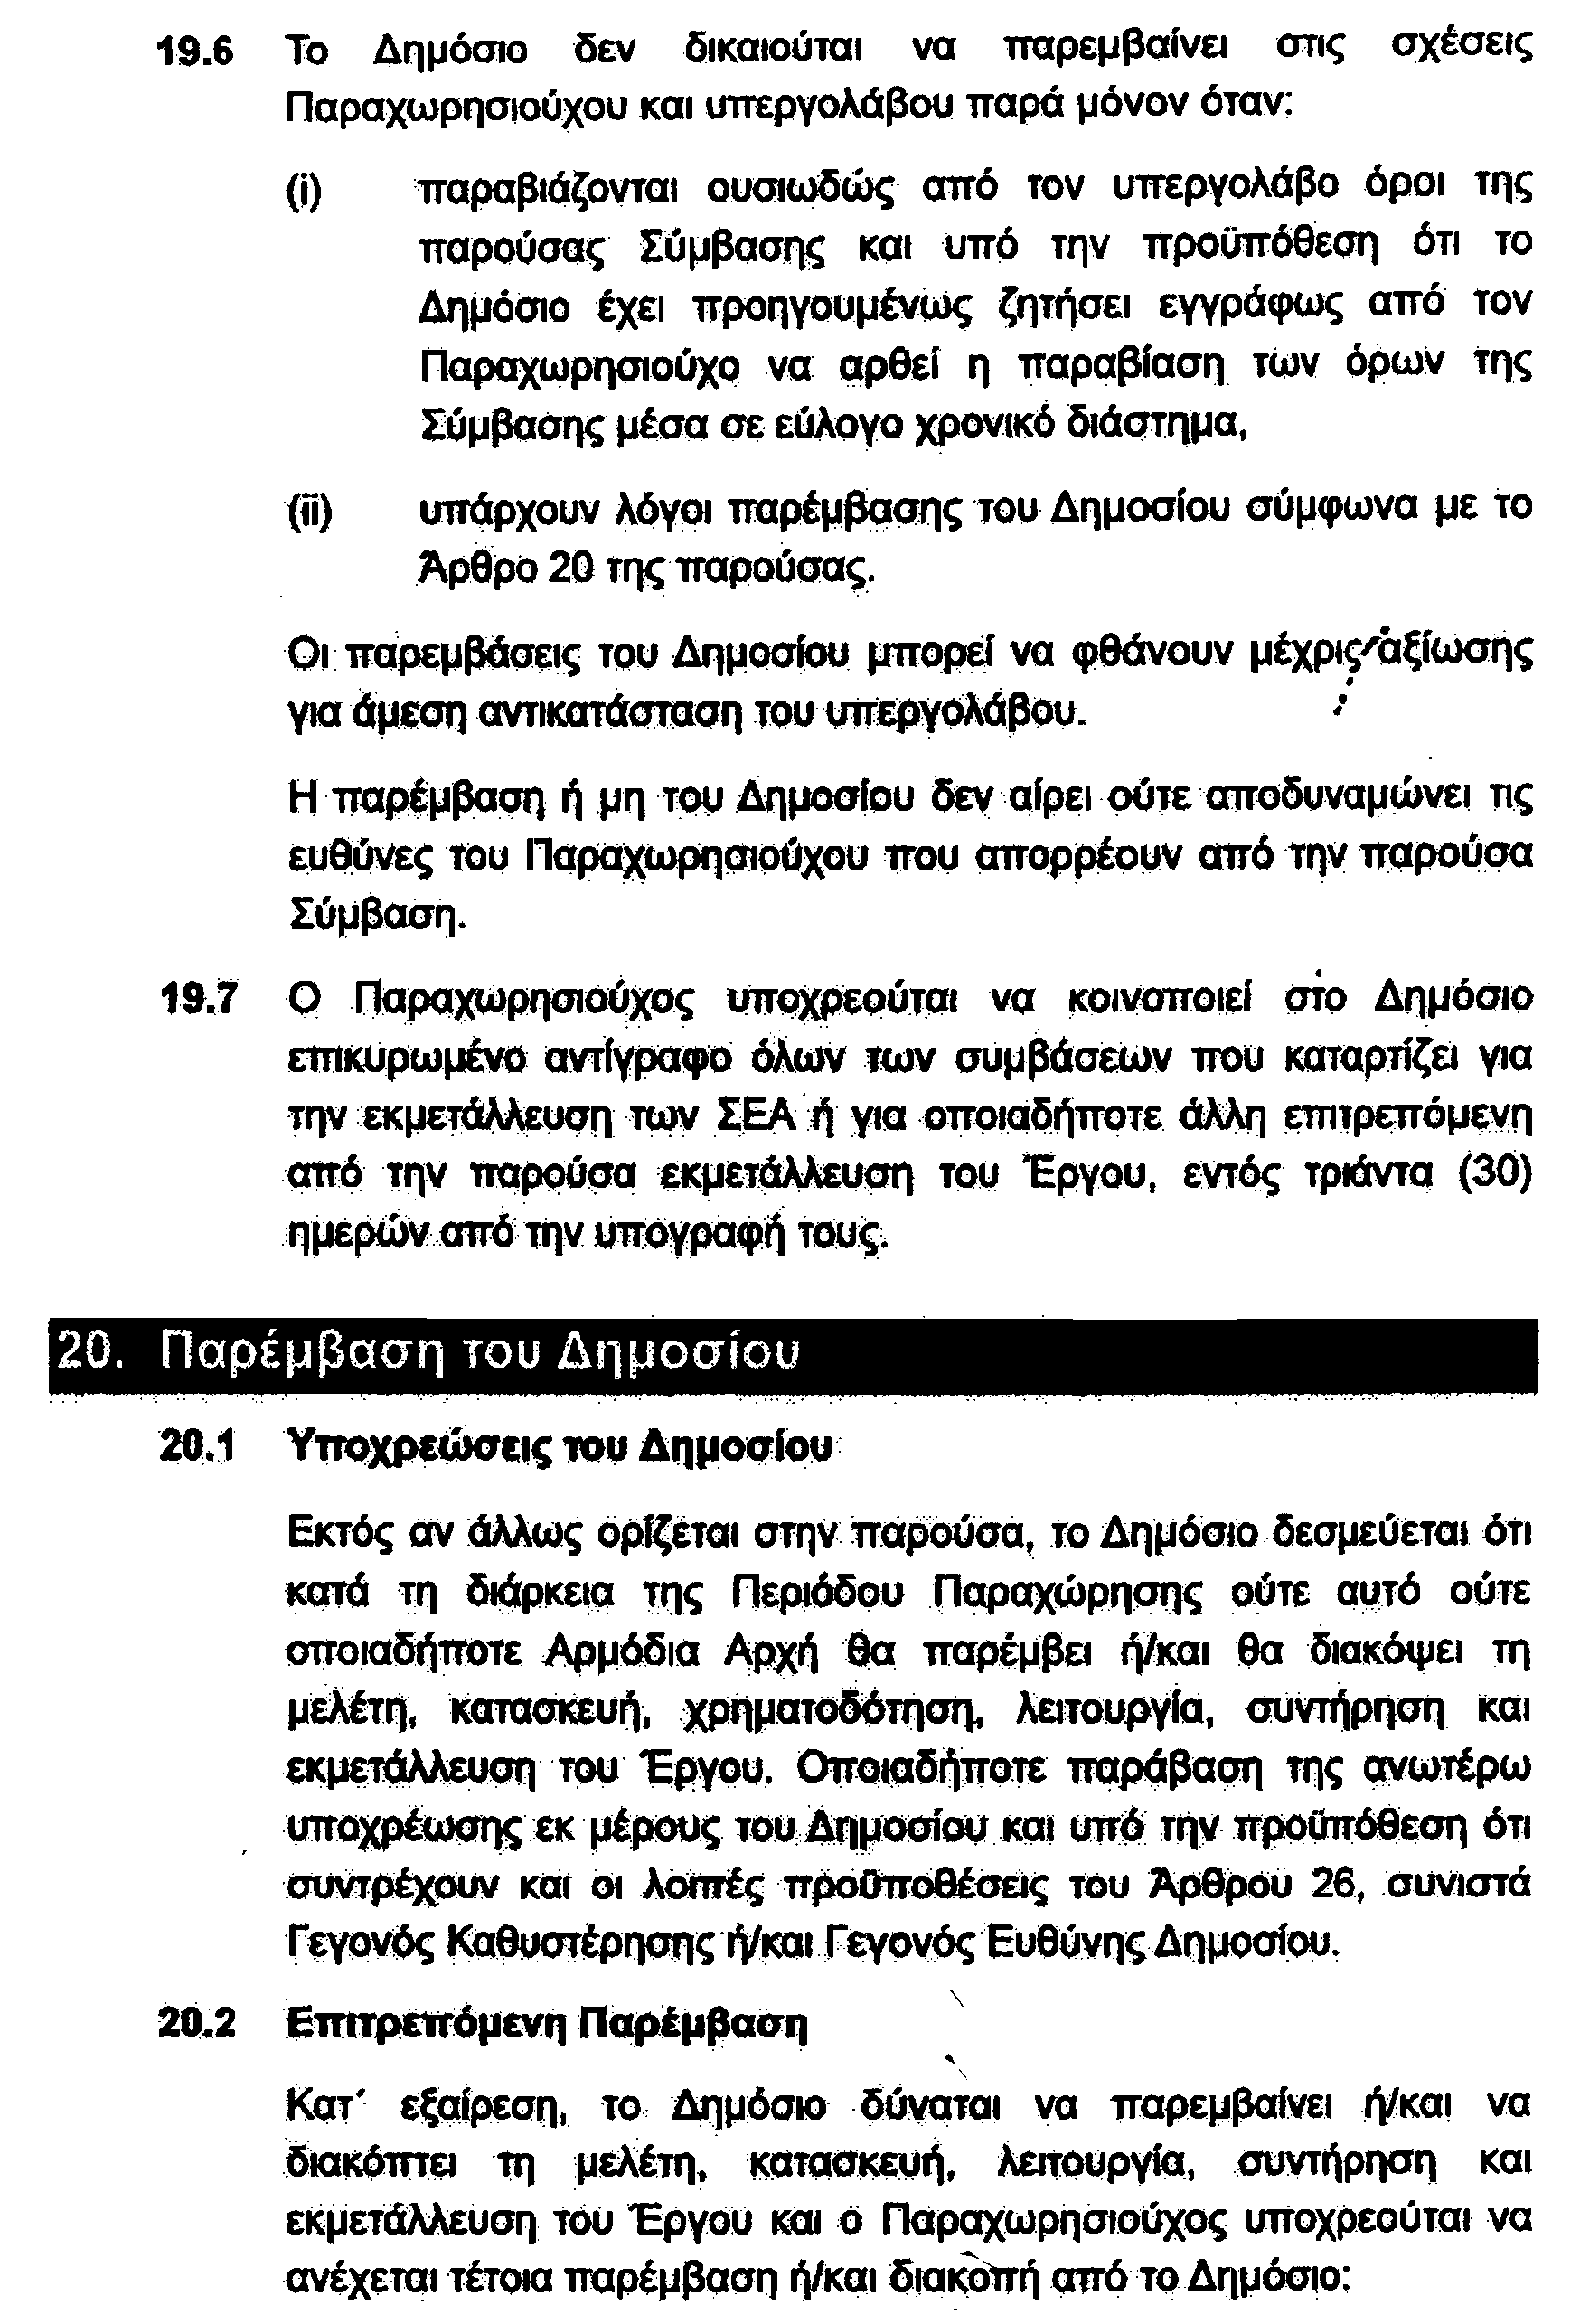 19.6 Το Δημόσιο δεν δικαιούται να παρεμβαίνει στις σχέσεις
Παραχωρησιούχου και υπεργολάβου παρά μόνον όταν:
(i) παραβιάζονται ουσιωδώς από τον υπεργολάβο όροι της
παρούσας Σύμβασης και υπό την προϋπόθεση ότι το
Δημόσιο έχει προηγουμένως ζητήσει εγγράφως από τον
Παραχωρησιούχο να αρθεί η παραβίαση των όρων της
Σύμβασης μέσα σε εύλογο χρονικό διάστημα,
(ii) υπάρχουν λόγοι παρέμβασης του Δημοσίου σύμφωνα με το
Άρθρο 20 της παρούσας.
Οι παρεμβάσεις του Δημοσίου μπορεί να φθάνουν μέχρις αξίωσης
για άμεση αντικατάσταση του υπεργολάβου.
Η παρέμβαση ή μη του Δημοσίου δεν αίρει ούτε αποδυναμώνει τις
ευθύνες του Παραχωρησιούχου που απορρέουν από την παρούσα
Σύμβαση.
19.7 Ο Παραχωρησιούχος υποχρεούται να κοινοποιεί στο Δημόσιο
επικυρωμένο αντίγραφο όλων των συμβάσεων που καταρτίζει για
την εκμετάλλευση των ΣΕΑ ή για οποιαδήποτε άλλη επιτρεπόμενη
από την παρούσα εκμετάλλευση του Έργου, εντός τριάντα (30)
ημερών από την υπογραφή τους.
20. Παρέμβαση του Δημοσίου
20.1 Υποχρεώσεις του Δημοσίου
Εκτός αν άλλως ορίζεται στην παρούσα, το Δημόσιο δεσμεύεται ότι
κατά τη διάρκεια της Περιόδου Παραχώρησης ούτε αυτό ούτε
οποιαδήποτε Αρμόδια Αρχή θα παρέμβει ή/και θα διακόψει τη
μελέτη, κατασκευή, χρηματοδότηση, λειτουργία, συντήρηση και
εκμετάλλευση του Έργου. Οποιαδήποτε παράβαση της ανωτέρω
υποχρέωσης εκ μέρους του Δημοσίου και υπό την προϋπόθεση ότι
συντρέχουν και οι λοιπές προϋποθέσεις του Άρθρου 26, συνιστά
Γεγονός Καθυστέρησης ή/και Γεγονός Ευθύνης Δημοσίου.
20.2 Επιτρεπόμενη Παρέμβαση
Κατ' εξαίρεση, το Δημόσιο δύναται να παρεμβαίνει ή/και να
διακόπτει τη μελέτη, κατασκευή, λειτουργία, συντήρηση και
εκμετάλλευση του Έργου και ο Παραχωρησιούχος υποχρεούται να
ανέχεται τέτοια παρέμβαση ή/και διακοπή από το Δημόσιο: